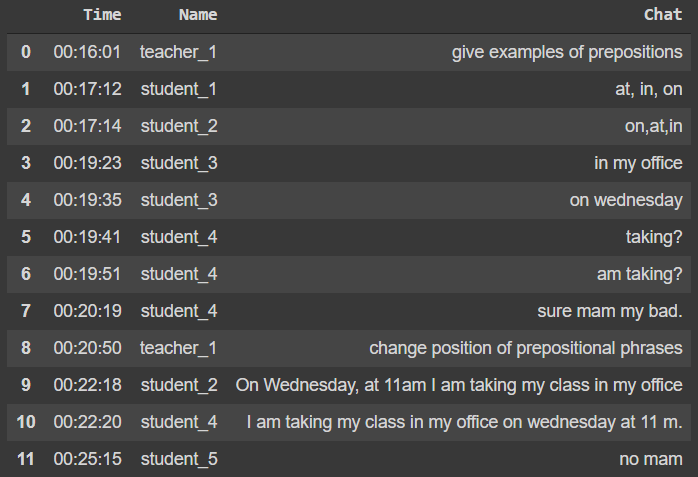 Time Name Chat
0 00:16:01 teacher_1 give examples of prepositions
1 00:17:12 student_1 at, in, on
2 00:17:14 student_2 on,at,in
3 00:19:23 student_3 in my office
4 00:19:35 student_3 on wednesday
5 00:19:41 student_4 taking?
6 00:19:51 student_4 am taking?
7 00:20:19 student_4 sure mam my bad.
8 00:20:50 teacher_1 change position of prepositional phrases
9 00:22:18 student_2 On Wednesday, at 11am I am taking my class in my office
10 00:22:20 student_4 I am taking my class in my office on wednesday at 11 m.
11 00:25:15 student_5 no mam